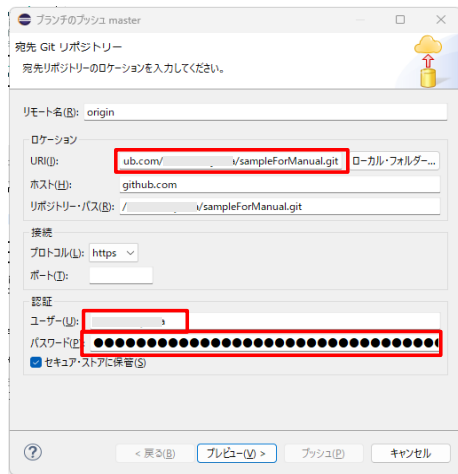 ブランチのプッシュ master
宛先 Git リポジトリー
宛先リポジトリーのロケーションを入力してください。
リモート名(R): origin
ロケーション
URI(I): ub.com/ /sampleForManual.git ローカル・フォルダー...
ホスト(H): github.com
リポジトリー・パス(R): / /sampleForManual.git
接続
プロトコル(L): https
ポート(T):
認証
ユーザー(U):
パスワード(P): ●●●●●●●●●●●●●●●●●●●●●●●●●●●●●●●●
セキュア・ストアに保管(S)
< 戻る(B) プレビュー(V) > プッシュ(P) キャンセル